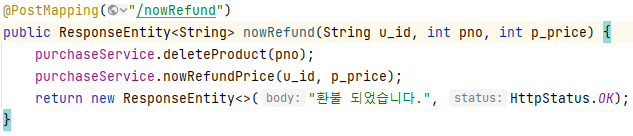 @PostMapping("/nowRefund")
public ResponseEntity<String> nowRefund(String u_id, int pno, int p_price) {
purchaseService.deleteProduct(pno);
purchaseService.nowRefundPrice(u_id, p_price);
return new ResponseEntity<>( body: "환불 되었습니다.", status: HttpStatus.OK);
}